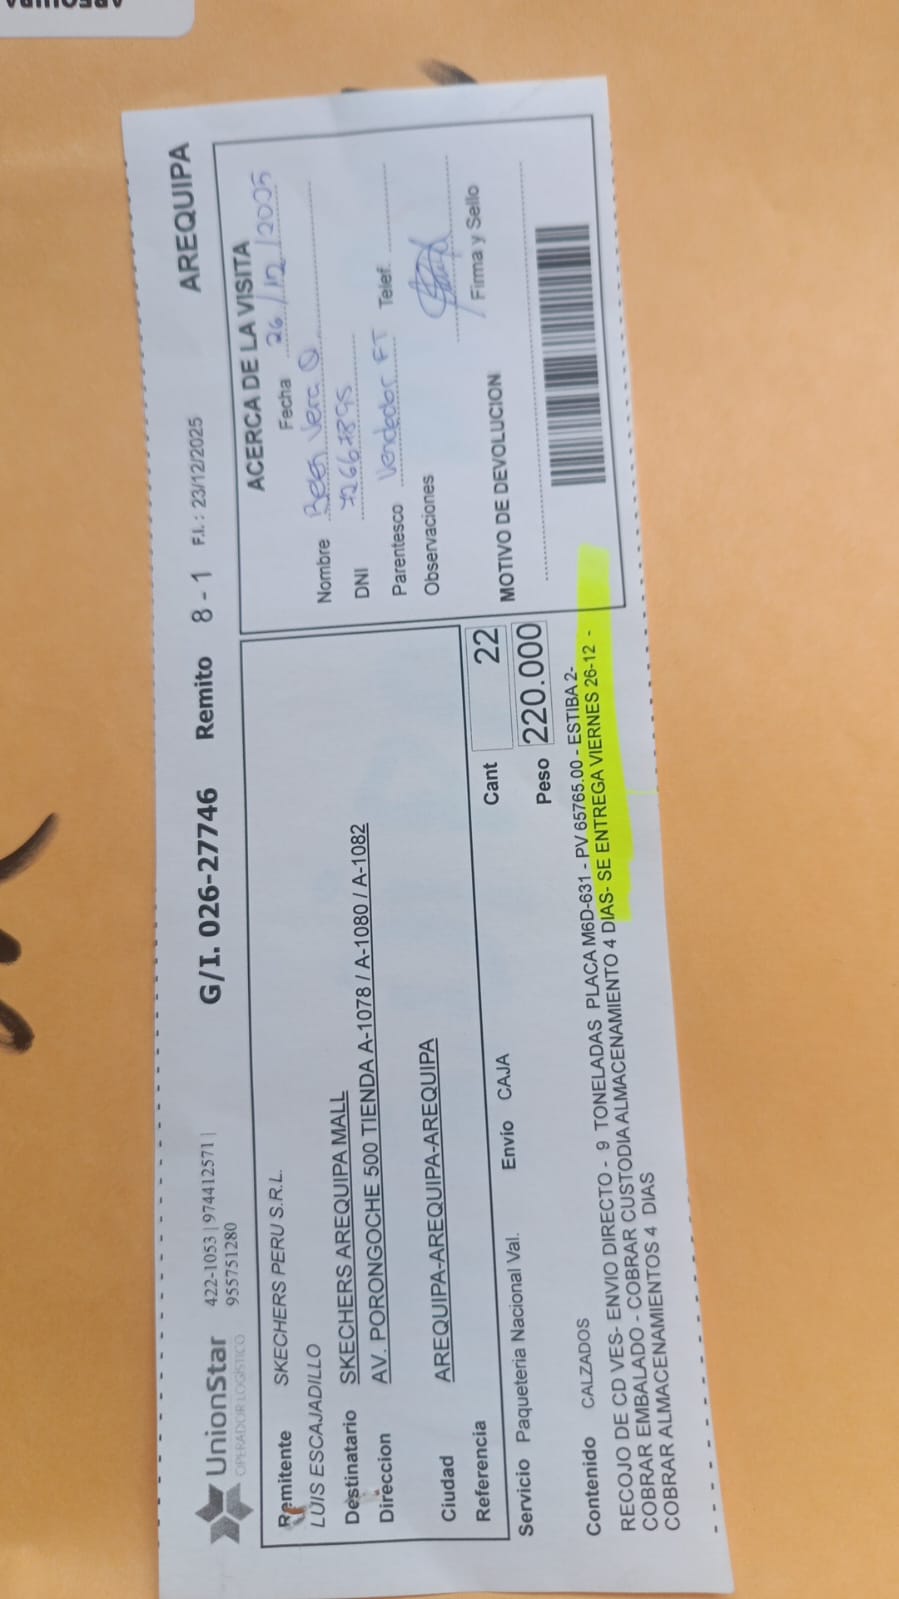 UnionStar
OPERADOR LOGÍSTICO
422-1053 | 974412571 |
955751280
G/I. 026-27746 Remito 8 - 1 F.I. : 23/12/2025 AREQUIPA
Remitente SKECHERS PERU S.R.L.
LUIS ESCAJADILLO
Destinatario SKECHERS AREQUIPA MALL
Direccion AV. PORONGOCHE 500 TIENDA A-1078 / A-1080 / A-1082
Ciudad AREQUIPA-AREQUIPA-AREQUIPA
Referencia
Cant 22
Servicio Paqueteria Nacional Val. Envío CAJA Peso 220.000
Contenido CALZADOS
RECOJO DE CD VES- ENVIO DIRECTO - 9 TONELADAS PLACA M6D-631 - PV 65765.00 - ESTIBA 2-
COBRAR EMBALADO - COBRAR CUSTODIA ALMACENAMIENTO 4 DIAS- SE ENTREGA VIERNES 26-12 -
COBRAR ALMACENAMIENTOS 4 DIAS
ACERCA DE LA VISITA
Fecha 26/12/2005
Nombre Belen Vera O
DNI
Parentesco Vendedor FT Telef.
Observaciones
Firma y Sello
MOTIVO DE DEVOLUCION